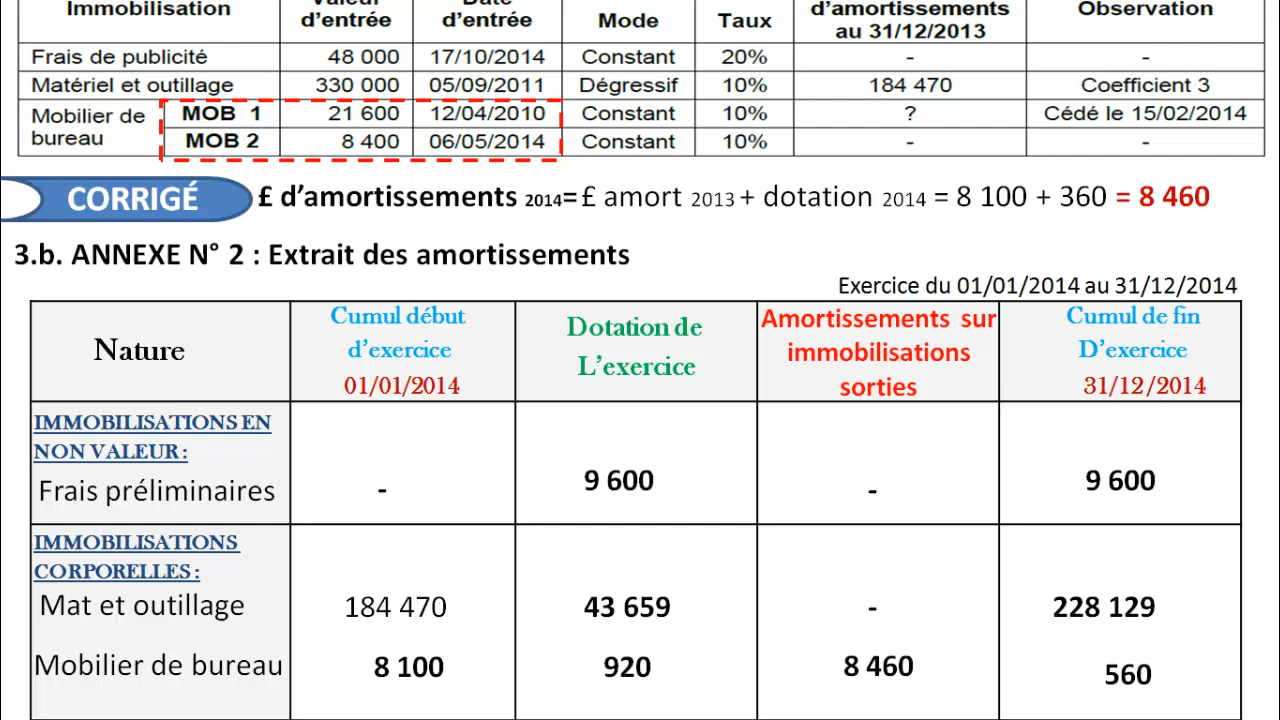 Immobilisation Valeur d'entrée Date d'entrée Mode Taux d'amortissements au 31/12/2013 Observation
Frais de publicité 48 000 17/10/2014 Constant 20% - -
Matériel et outillage 330 000 05/09/2011 Dégressif 10% 184 470 Coefficient 3
Mobilier de bureau MOB 1 21 600 12/04/2010 Constant 10% ? Cédé le 15/02/2014
MOB 2 8 400 06/05/2014 Constant 10% - -
CORRIGÉ £ d'amortissements 2014= £ amort 2013 + dotation 2014 = 8 100 + 360 = 8 460
3.b. ANNEXE N° 2 : Extrait des amortissements
Exercice du 01/01/2014 au 31/12/2014
Nature Cumul début d'exercice 01/01/2014 Dotation de L'exercice Amortissements sur immobilisations sorties Cumul de fin D'exercice 31/12/2014
IMMOBILISATIONS EN
NON VALEUR :
Frais préliminaires - 9 600 - 9 600
IMMOBILISATIONS
CORPORELLES :
Mat et outillage 184 470 43 659 - 228 129
Mobilier de bureau 8 100 920 8 460 560